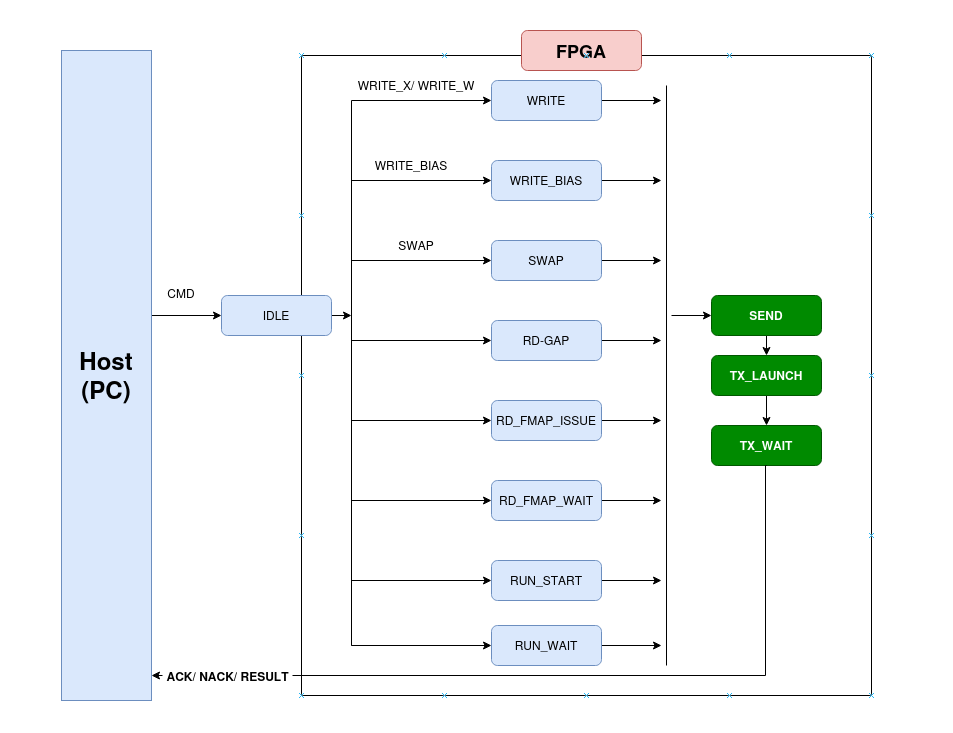 FPGA
WRITE_X/ WRITE_W
WRITE
WRITE_BIAS
WRITE_BIAS
SWAP
SWAP
CMD
IDLE
SEND
RD-GAP
Host
(PC)
TX_LAUNCH
RD_FMAP_ISSUE
TX_WAIT
RD_FMAP_WAIT
RUN_START
RUN_WAIT
ACK/ NACK/ RESULT